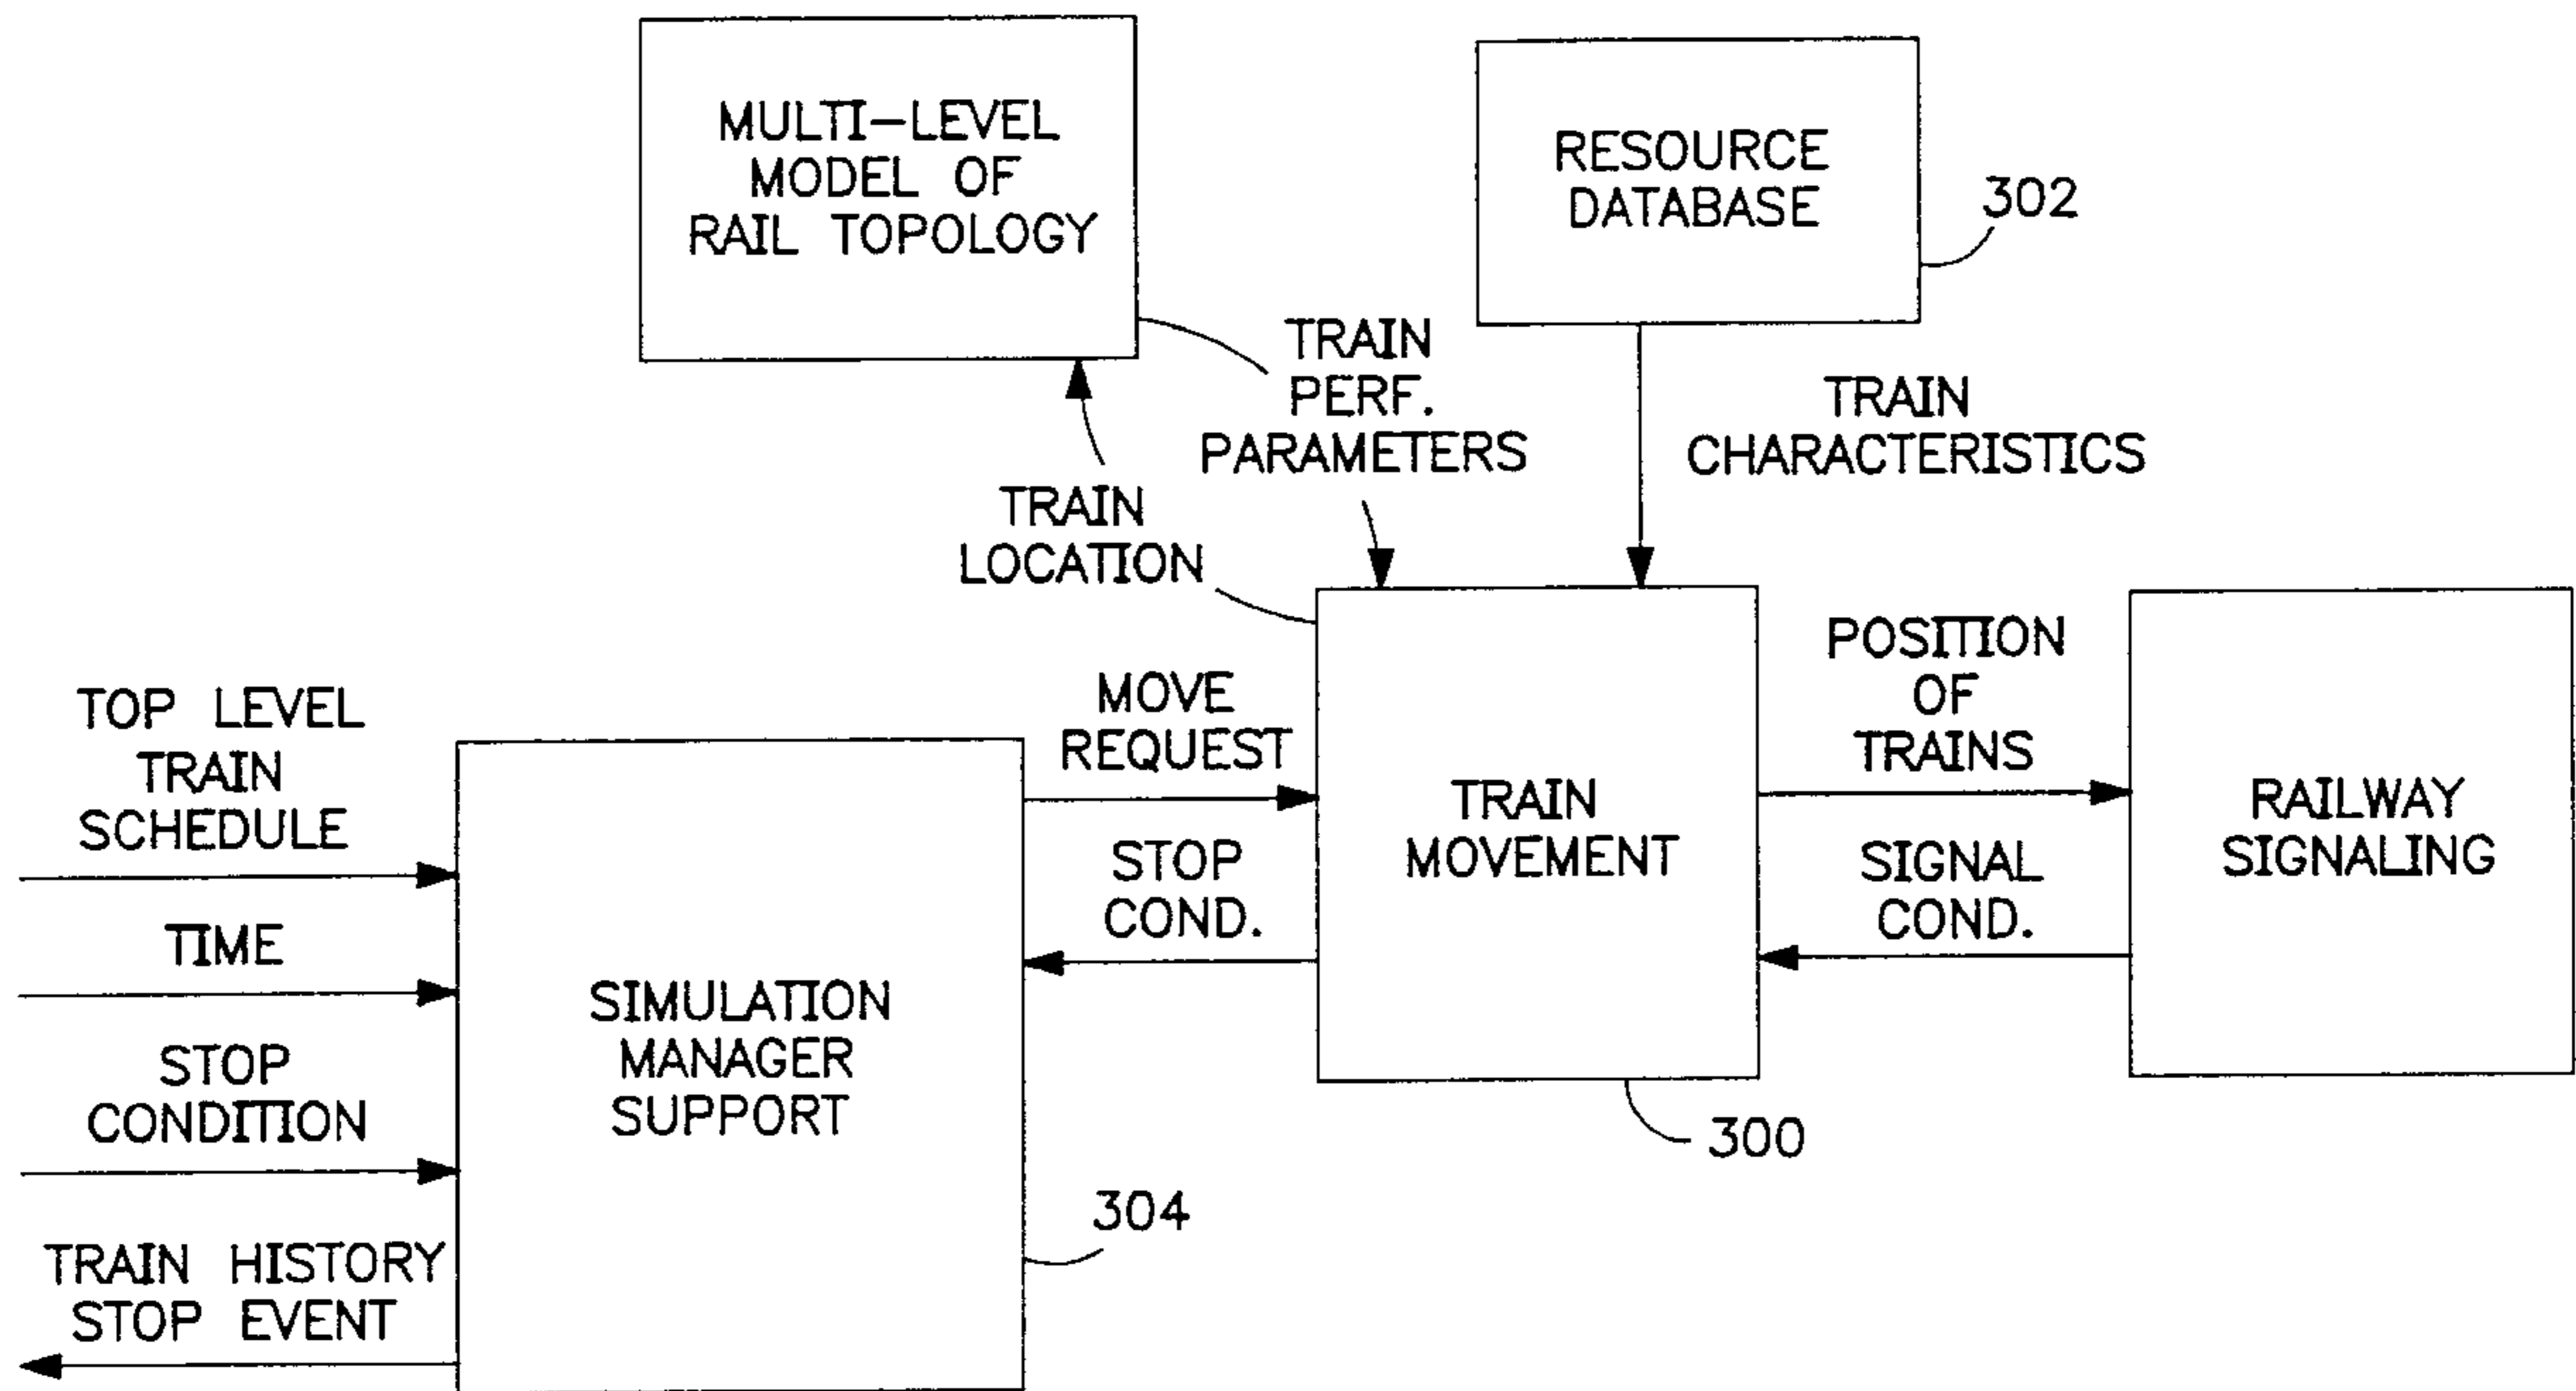 MULTI-LEVEL
MODEL OF
RAIL TOPOLOGY
RESOURCE
DATABASE
302
TRAIN
PERF.
PARAMETERS
TRAIN
CHARACTERISTICS
TRAIN
LOCATION
TOP LEVEL
TRAIN
SCHEDULE
TIME
STOP
CONDITION
TRAIN HISTORY
STOP EVENT
SIMULATION
MANAGER
SUPPORT
304
MOVE
REQUEST
STOP
COND.
TRAIN
MOVEMENT
300
POSITION
OF
TRAINS
SIGNAL
COND.
RAILWAY
SIGNALING